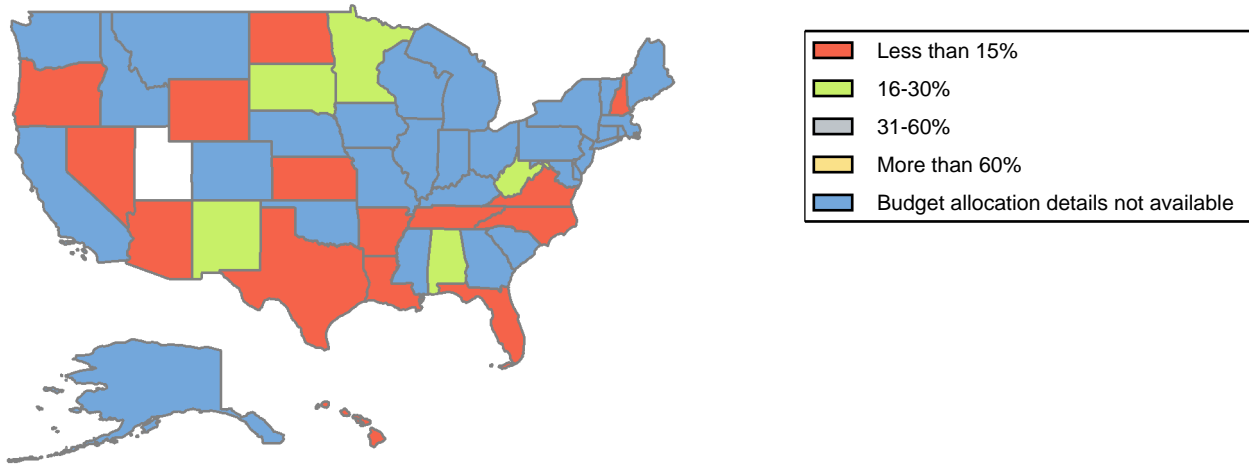 Less than 15%
16-30%
31-60%
More than 60%
Budget allocation details not available